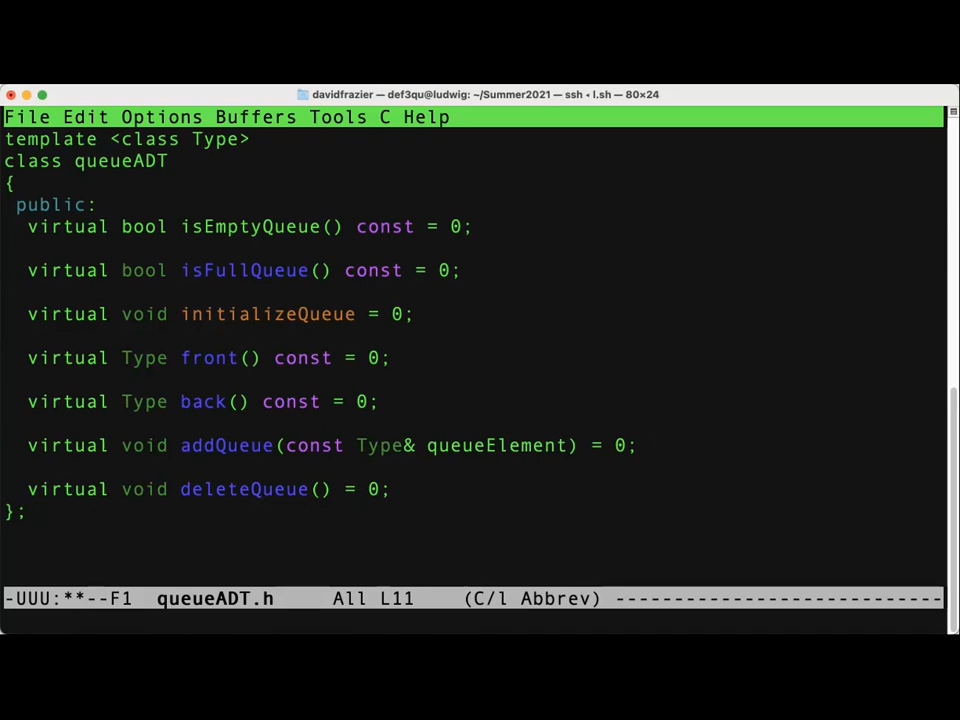 davidfrazier — def3qu@ludwig: ~/Summer2021 — ssh ‹ l.sh — 80×24
File Edit Options Buffers Tools C Help
template <class Type>
class queueADT
{
 public:
  virtual bool isEmptyQueue() const = 0;
  virtual bool isFullQueue() const = 0;
  virtual void initializeQueue = 0;
  virtual Type front() const = 0;
  virtual Type back() const = 0;
  virtual void addQueue(const Type& queueElement) = 0;
  virtual void deleteQueue() = 0;
};
-UUU:**--F1  queueADT.h     All L11    (C/l Abbrev) ----------------------------